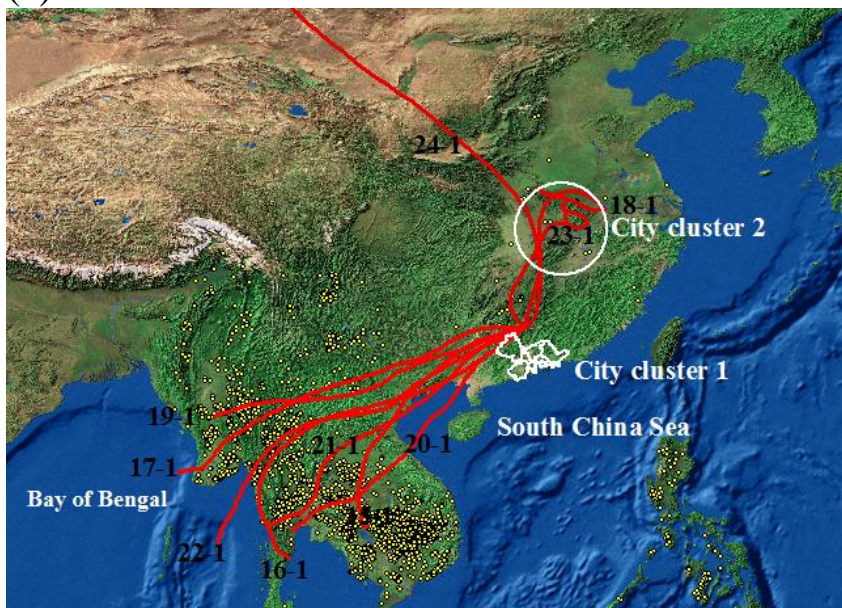 24-1
18-1
City cluster 2
23-1
City cluster 1
19-1
South China Sea
21-1
20-1
17-1
Bay of Bengal
22-1
16-1